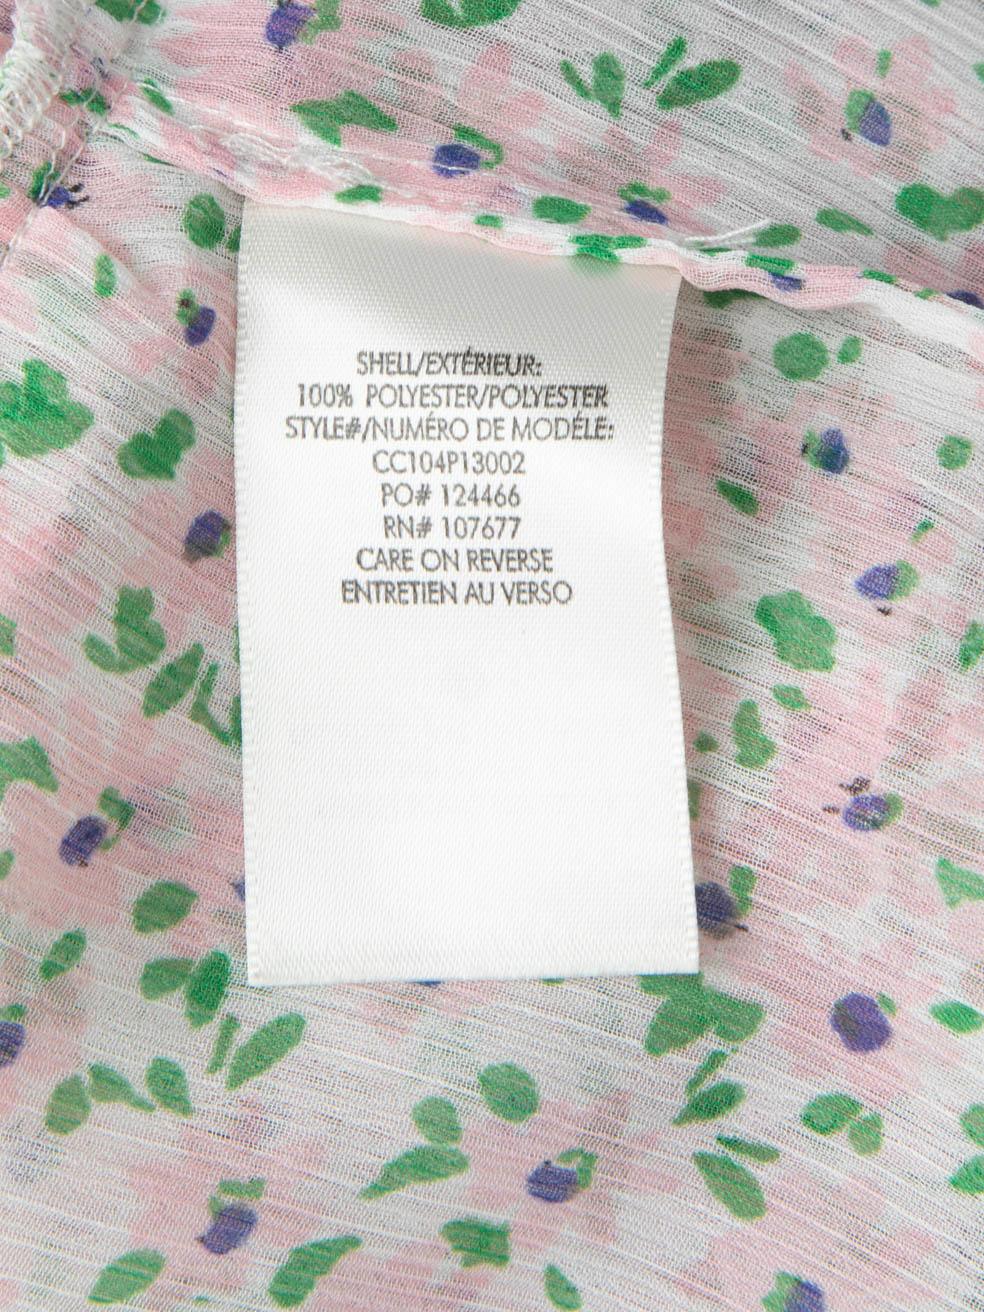 SHELL/EXTÉRIEUR:
100% POLYESTER/POLYESTER
STYLE#/NUMÉRO DE MODÉLE:
CC104P13002
PO# 124466
RN# 107677
CARE ON REVERSE
ENTRETIEN AU VERSO